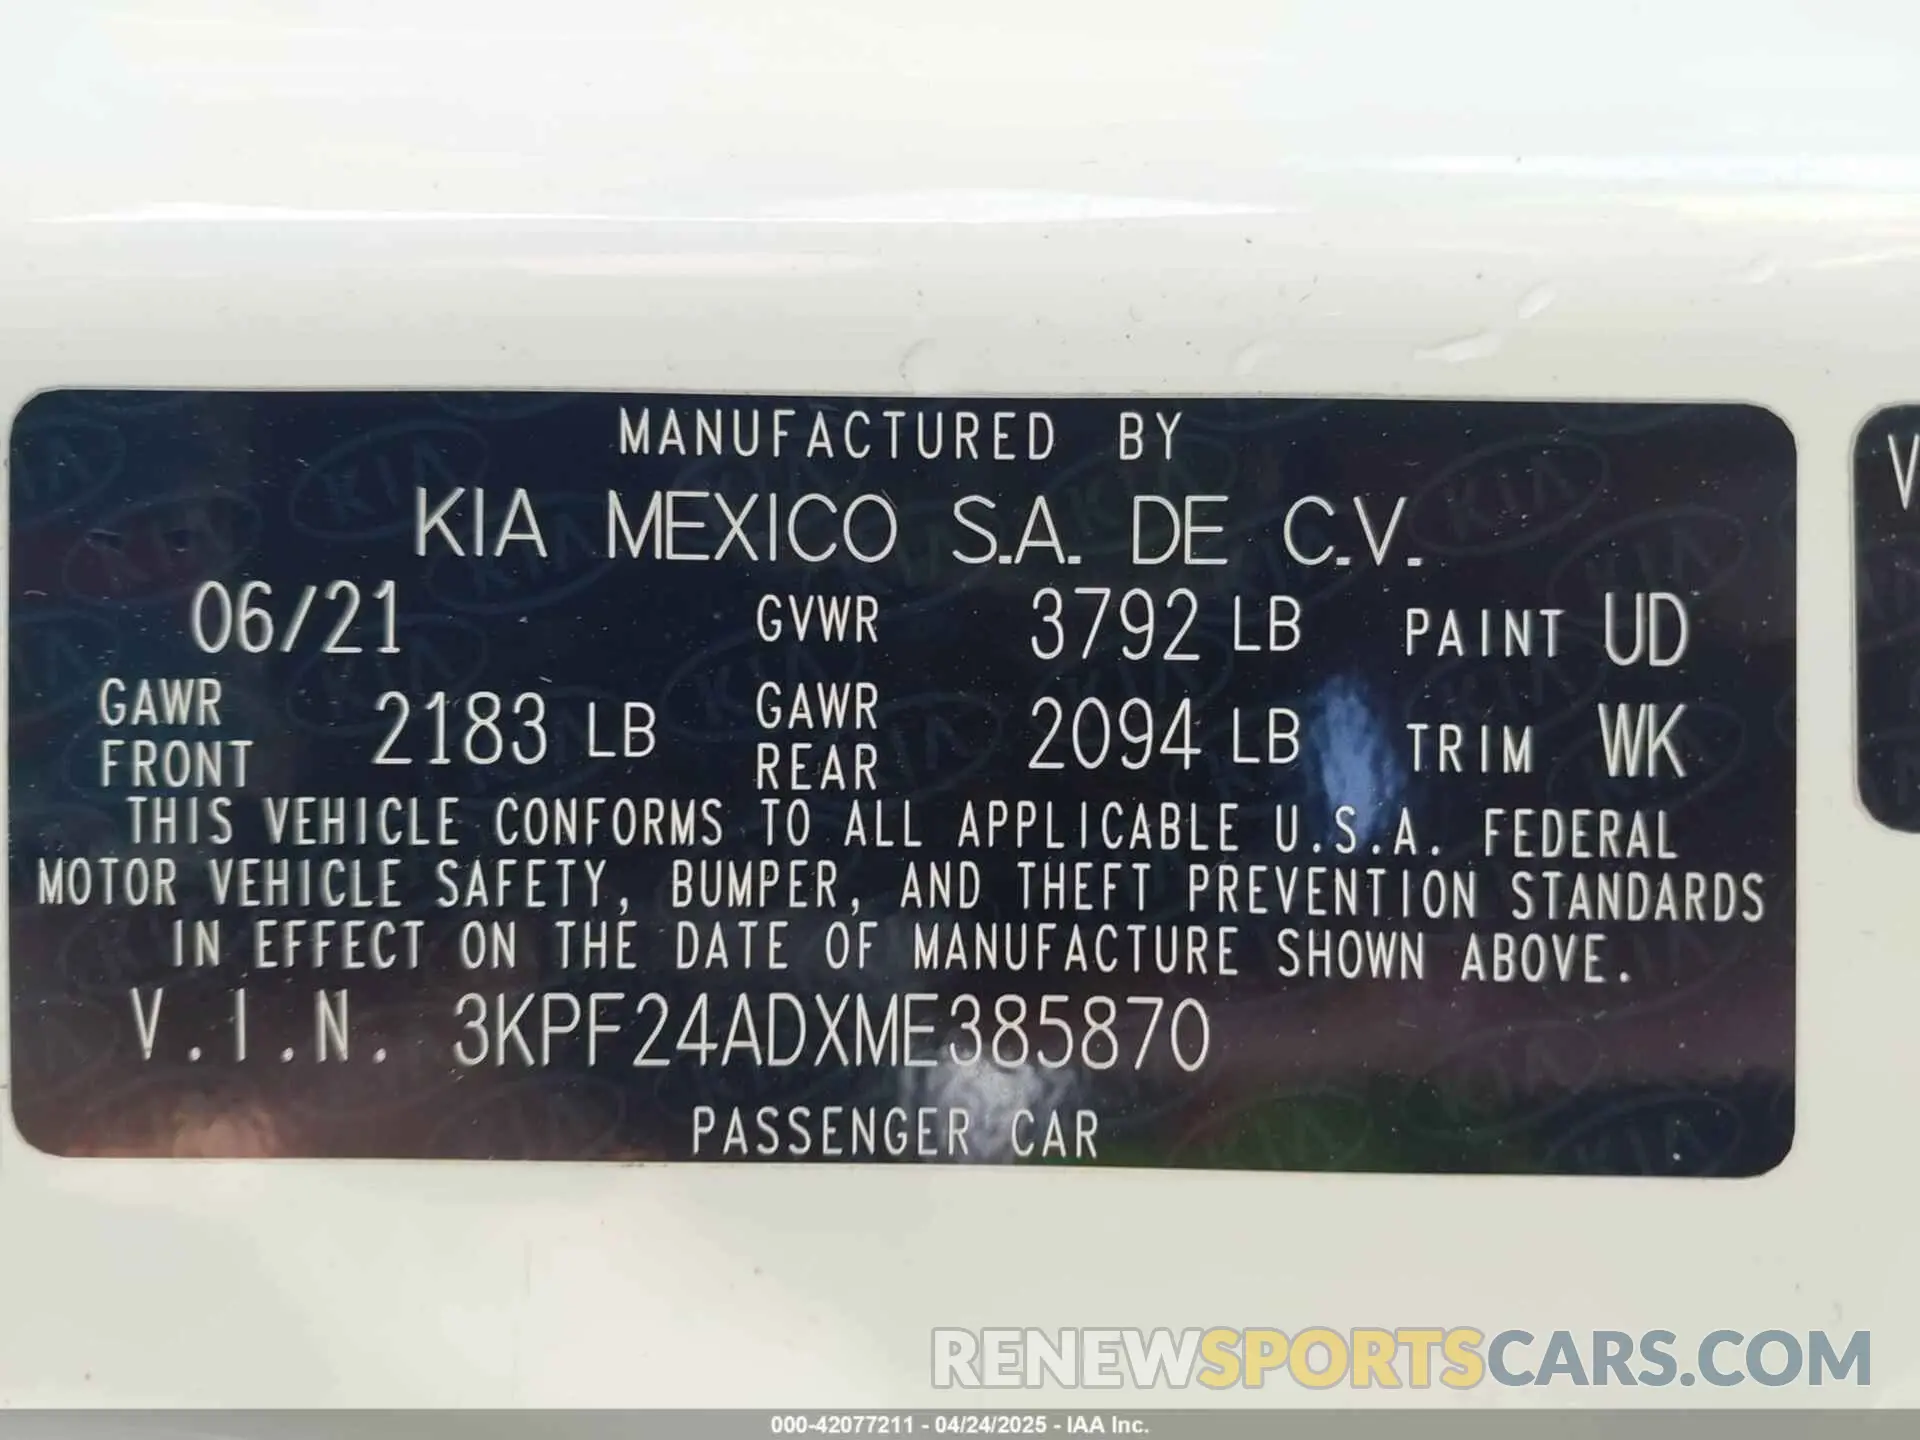 MANUFACTURED BY
KIA MEXICO S.A. DE C.V.
06/21 GVWR 3792 LB PAINT UD
GAWR FRONT 2183 LB GAWR REAR 2094 LB TRIM WK
THIS VEHICLE CONFORMS TO ALL APPLICABLE U.S.A. FEDERAL
MOTOR VEHICLE SAFETY, BUMPER, AND THEFT PREVENTION STANDARDS
IN EFFECT ON THE DATE OF MANUFACTURE SHOWN ABOVE.
V.I.N. 3KPF24ADXME385870
PASSENGER CAR
V
RENEWSPORTSCARS.COM
000-42077211 - 04/24/2025 - IAA Inc.